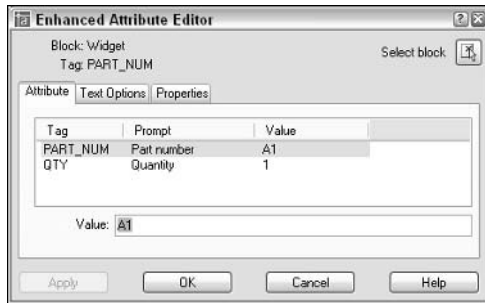 Enhanced Attribute Editor
Block: Widget
Tag: PART_NUM
Select block
Attribute Text Options Properties
Tag Prompt Value
PART_NUM Part number A1
QTY Quantity 1
Value: A1
Apply OK Cancel Help